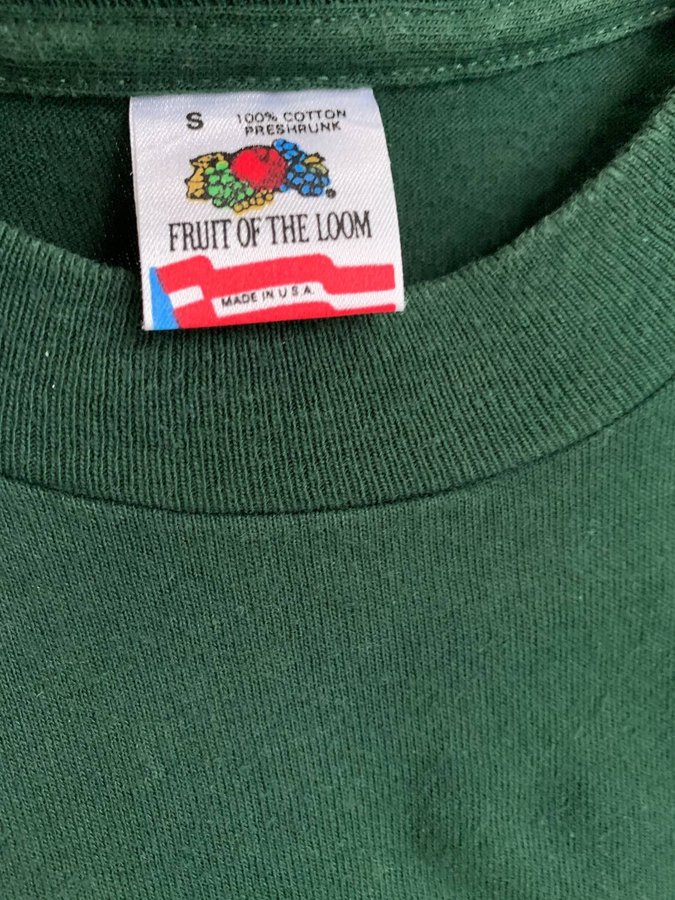 S
100% COTTON
PRESHRUNK
®
FRUIT OF THE LOOM
MADE IN U.S.A.